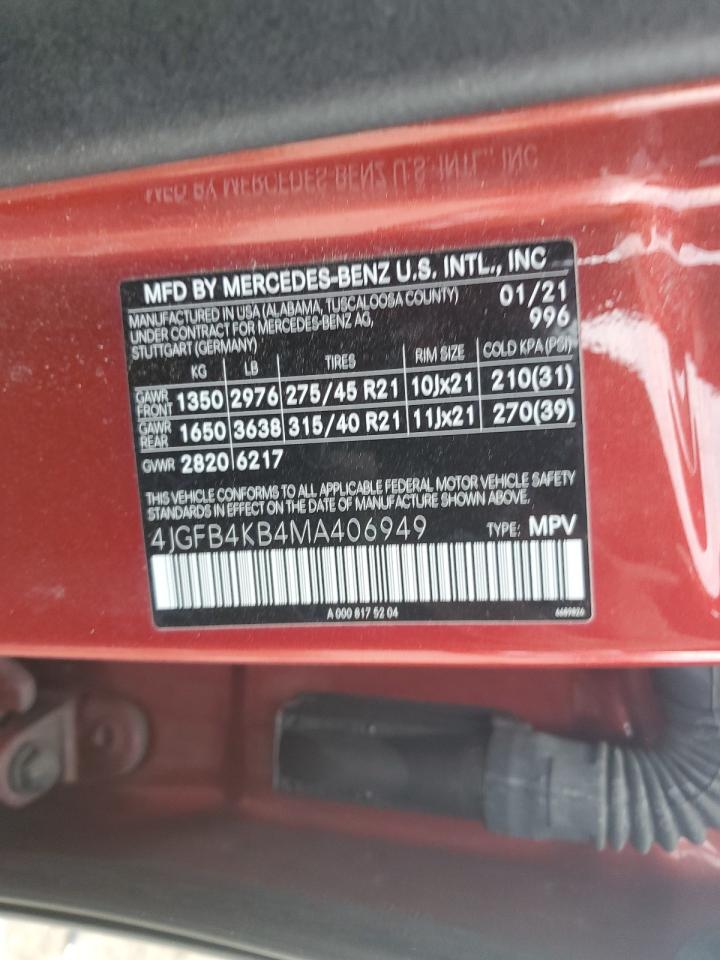 MFD BY MERCEDES-BENZ U.S. INTL., INC
MANUFACTURED IN USA (ALABAMA, TUSCALOOSA COUNTY) 01/21
UNDER CONTRACT FOR MERCEDES-BENZ AG, 996
STUTTGART (GERMANY)
KG LB TIRES RIM SIZE COLD KPA (PSI)
GAWR FRONT 1350 2976 275/45 R21 10Jx21 210(31)
GAWR REAR 1650 3638 315/40 R21 11Jx21 270(39)
GVWR 2820 6217
THIS VEHICLE CONFORMS TO ALL APPLICABLE FEDERAL MOTOR VEHICLE SAFETY
STANDARDS IN EFFECT ON THE DATE OF MANUFACTURE SHOWN ABOVE.
4JGFB4KB4MA406949 TYPE: MPV
A 000 817 52 04 6689826